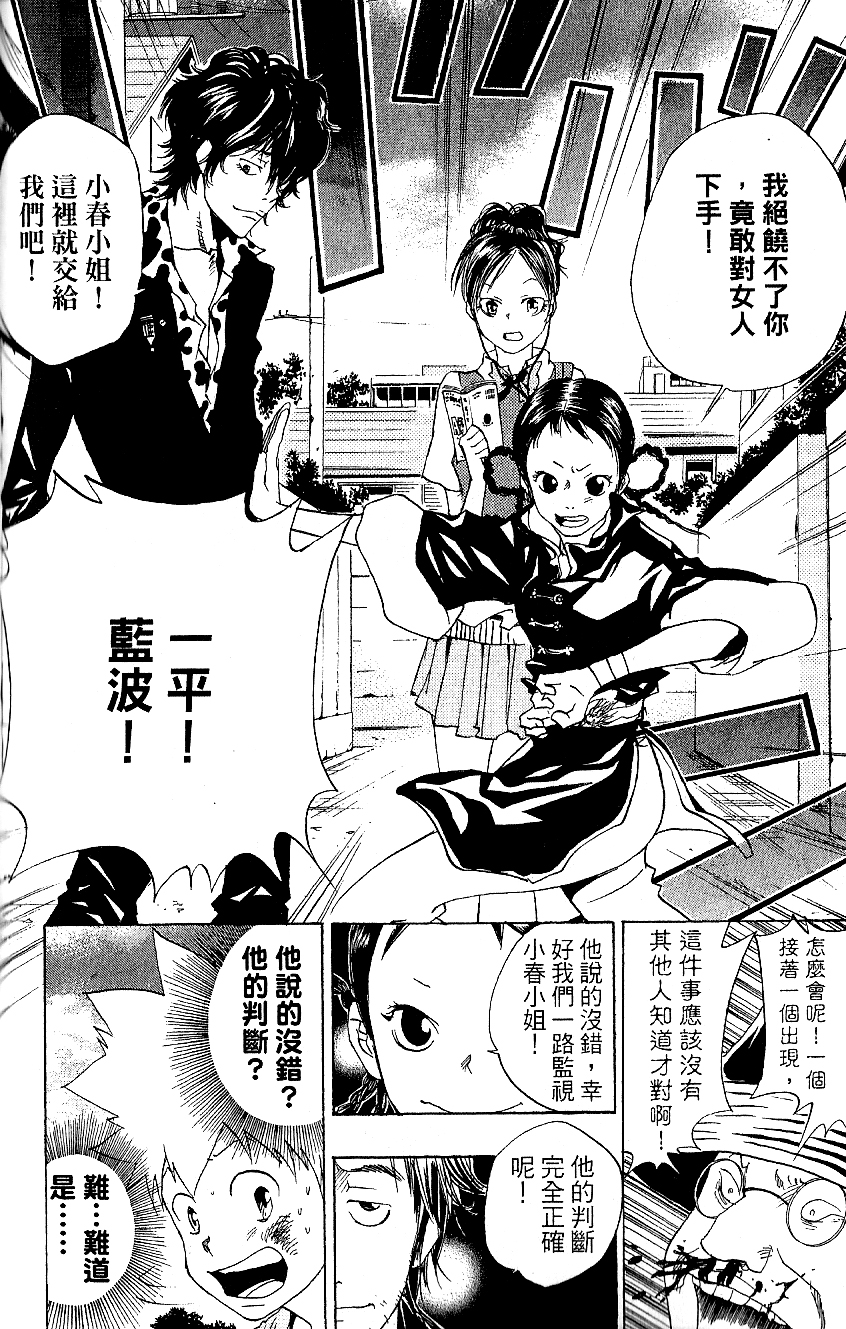 我絕饒不了你
，竟敢對女人
下手！
小春小姐！
這裡就交給
我們吧！
一平！
藍波！
怎麼會呢！一個
接著一個出現，
這件事應該沒有
其他人知道才對啊！
他說的沒錯，幸
好我們一路監視
小春小姐！
他的判斷
完全正確
呢！
他說的沒錯？
他的判斷？
難…難道
是……